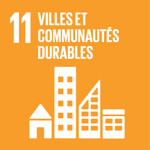 11 VILLES ET
COMMUNAUTÉS
DURABLES